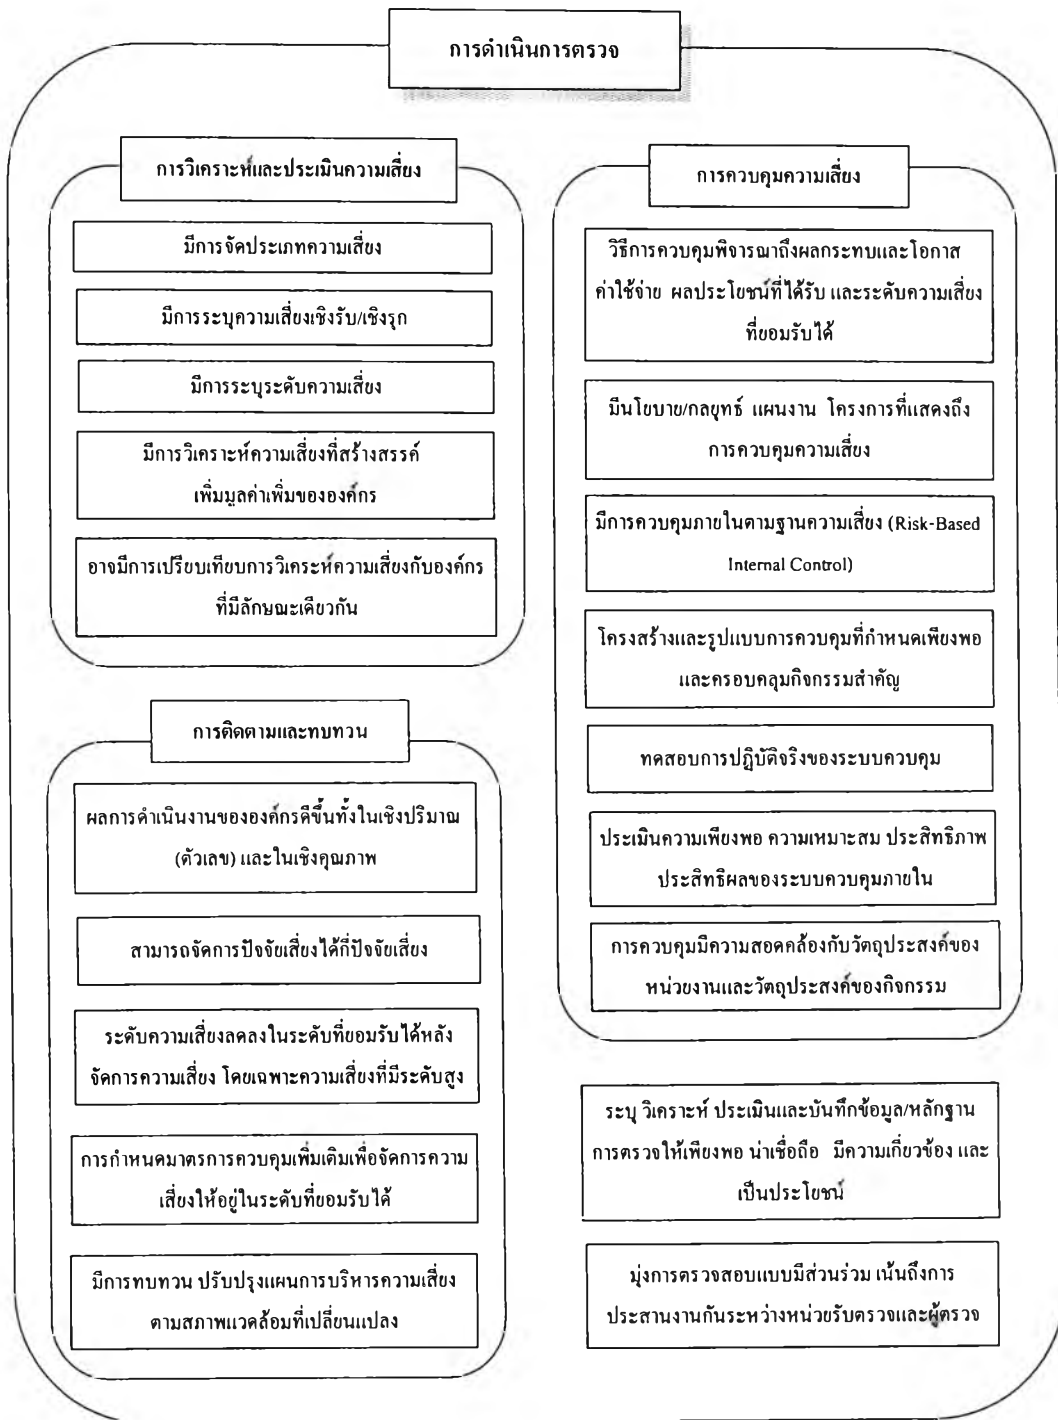 การดำเนินการตรวจ
การวิเคราะห์และประเมินความเสี่ยง
มีการจัดประเภทความเสี่ยง
มีการระบุความเสี่ยงเชิงรับ/เชิงรุก
มีการระบุระดับความเสี่ยง
มีการวิเคราะห์ความเสี่ยงที่สร้างสรรค์
เพิ่มมูลค่าเพิ่มขององค์กร
อาจมีการเปรียบเทียบการวิเคระห์ความเสี่ยงกับองค์กร
ที่มีลักษณะเดียวกัน
การติดตามและทบทวน
ผลการดำเนินงานขององค์กรดีขึ้นทั้งในเชิงปริมาณ
(ตัวเลข) และในเชิงคุณภาพ
สามารถจัดการปัจจัยเสี่ยงได้กี่ปัจจัยเสี่ยง
ระดับความเสี่ยงลดลงในระดับที่ยอมรับได้หลัง
จัดการความเสี่ยง โดยเฉพาะความเสี่ยงที่มีระดับสูง
การกำหนดมาตรการควบคุมเพิ่มเติมเพื่อจัดการความ
เสี่ยงให้อยู่ในระดับที่ยอมรับได้
มีการทบทวน ปรับปรุงแผนการบริหารความเสี่ยง
ตามสภาพแวดล้อมที่เปลี่ยนแปลง
การควบคุมความเสี่ยง
วิธีการควบคุมพิจารณาถึงผลกระทบและโอกาส
ค่าใช้จ่าย ผลประโยชน์ที่ได้รับ และระดับความเสี่ยง
ที่ยอมรับได้
มีนโยบาย/กลยุทธ์ แผนงาน โครงการที่แสดงถึง
การควบคุมความเสี่ยง
มีการควบคุมภายในตามฐานความเสี่ยง (Risk-Based
Internal Control)
โครงสร้างและรูปแบบการควบคุมที่กำหนดเพียงพอ
และครอบคลุมกิจกรรมสำคัญ
ทดสอบการปฏิบัติจริงของระบบควบคุม
ประเมินความเพียงพอ ความเหมาะสม ประสิทธิภาพ
ประสิทธิผลของระบบควบคุมภายใน
การควบคุมมีความสอดคล้องกับวัตถุประสงค์ของ
หน่วยงานและวัตถุประสงค์ของกิจกรรม
ระบุ วิเคราะห์ ประเมินและบันทึกข้อมูล/หลักฐาน
การตรวจให้เพียงพอ น่าเชื่อถือ มีความเกี่ยวข้อง และ
เป็นประโยชน์
มุ่งการตรวจสอบแบบมีส่วนร่วม เน้นถึงการ
ประสานงานกันระหว่างหน่วยรับตรวจและผู้ตรวจ